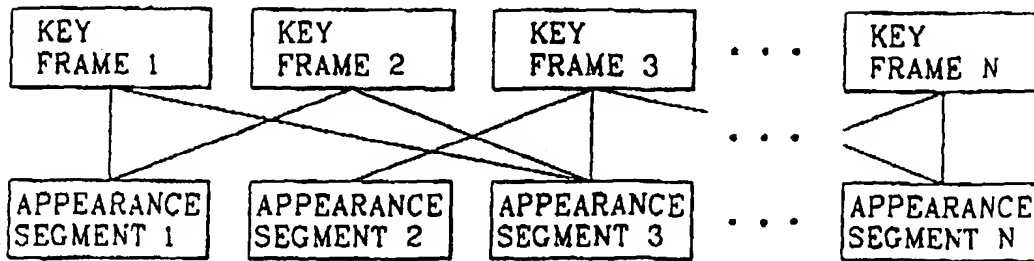 KEY
FRAME 1
KEY
FRAME 2
KEY
FRAME 3
KEY
FRAME N
APPEARANCE
SEGMENT 1
APPEARANCE
SEGMENT 2
APPEARANCE
SEGMENT 3
APPEARANCE
SEGMENT N